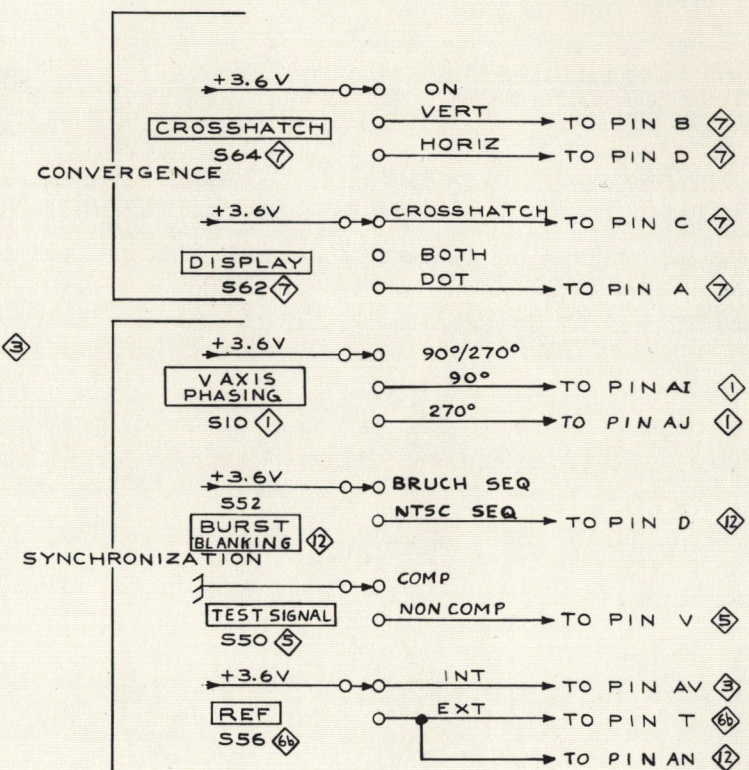 +3.6V ON
VERT TO PIN B 7
CROSSHATCH
HORIZ TO PIN D 7
S64 7
CONVERGENCE
+3.6V CROSSHATCH TO PIN C 7
BOTH
DISPLAY
DOT TO PIN A 7
S62 7
3
+3.6V 90°/270°
V AXIS
PHASING
90° TO PIN AI 1
S10 1
270° TO PIN AJ 1
+3.6V BRUCH SEQ
S52
NTSC SEQ TO PIN D 12
BURST
BLANKING 12
SYNCHRONIZATION
COMP
TEST SIGNAL
NON COMP TO PIN V 5
S50 5
+3.6V INT TO PIN AV 3
REF
EXT TO PIN T 6b
S56 6b
TO PIN AN 12